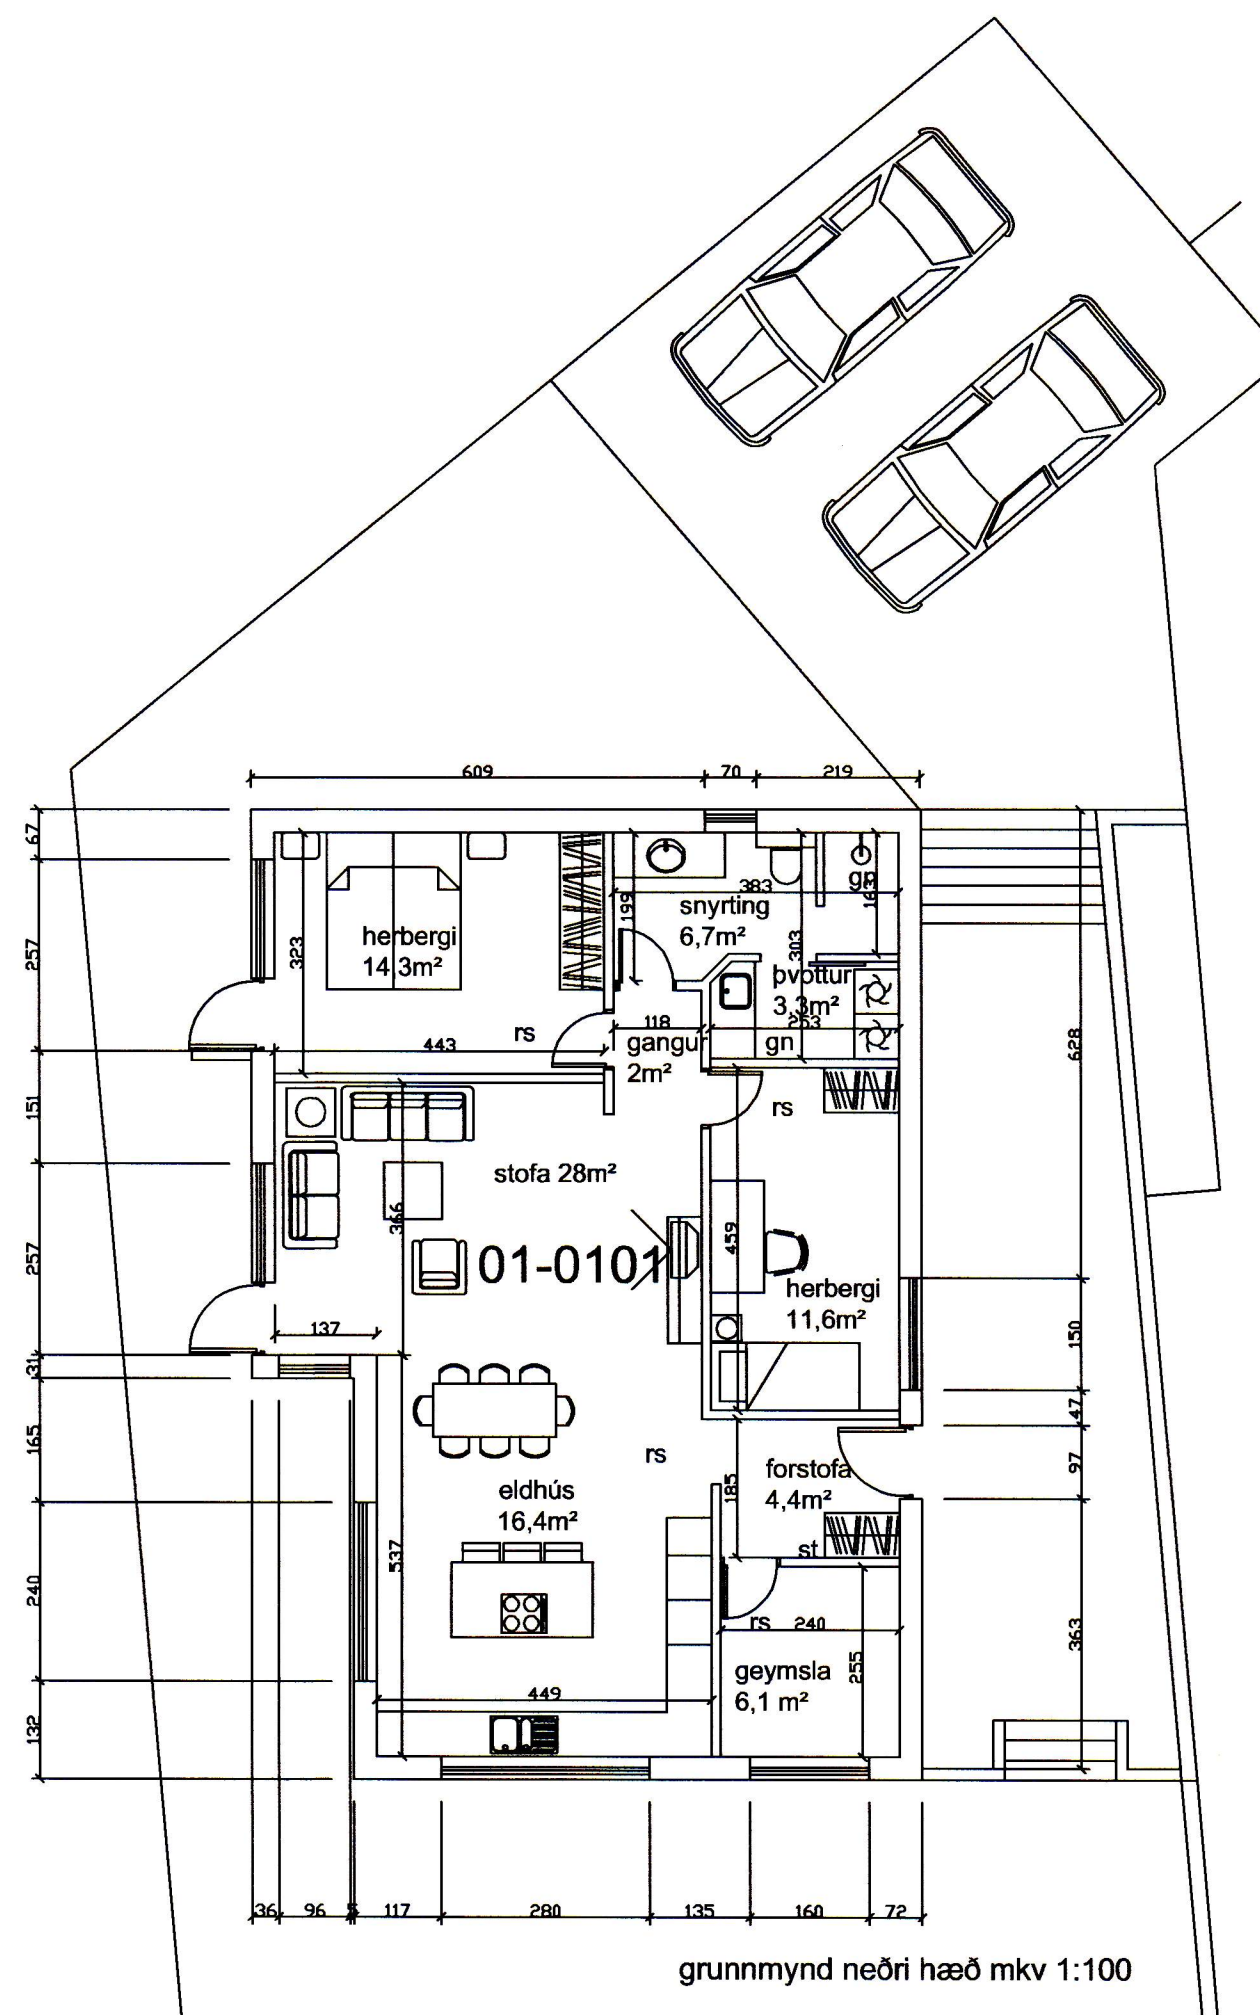 609
70
219
67
257
151
257
31
165
240
132
323
443
199
383
163
303
118
253
366
137
459
185
537
449
240
255
628
150
47
97
363
36
96
5
117
280
135
160
72
herbergi
14,3m²
rs
snyrting
6,7m²
gn
þvottur
3,3m²
gangur
2m²
gn
rs
stofa 28m²
01-0101
herbergi
11,6m²
rs
eldhús
16,4m²
forstofa
4,4m²
st
rs
geymsla
6,1 m²
grunnmynd neðri hæð mkv 1:100